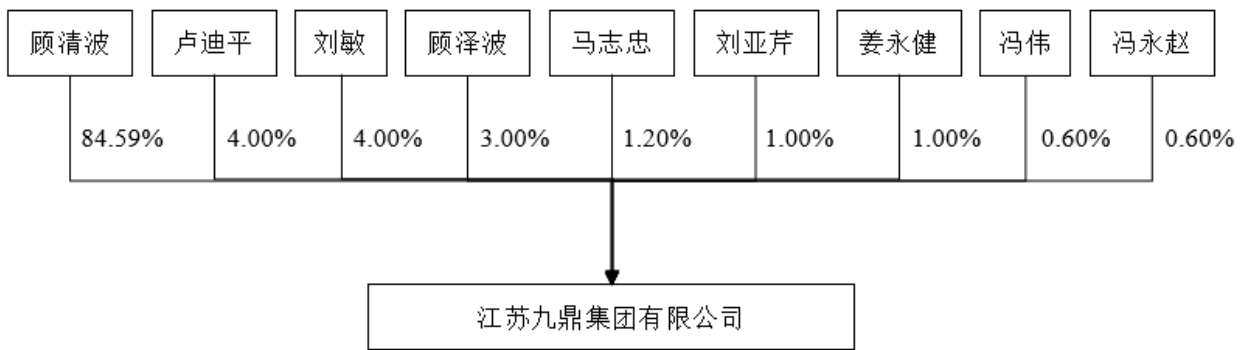 顾清波 卢迪平 刘敏 顾泽波 马志忠 刘亚芹 姜永健 冯伟 冯永赵
84.59% 4.00% 4.00% 3.00% 1.20% 1.00% 1.00% 0.60% 0.60%
江苏九鼎集团有限公司